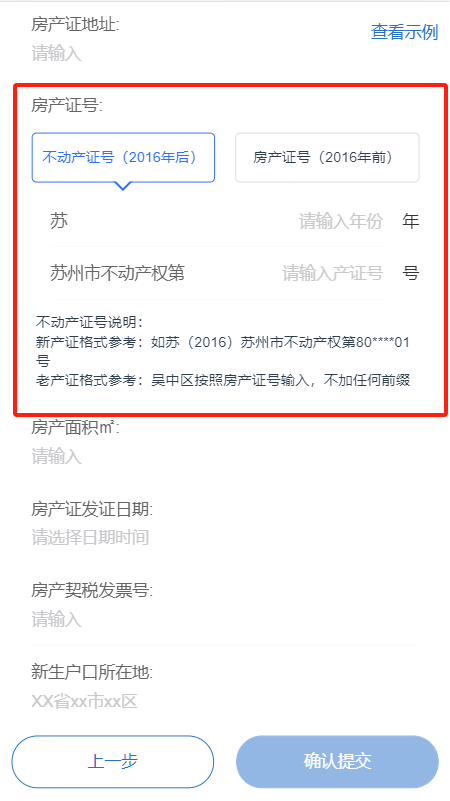 房产证地址:
查看示例
请输入
房产证号:
不动产证号（2016年后）
房产证号（2016年前）
苏 请输入年份 年
苏州市不动产权第 请输入产证号 号
不动产证号说明：
新产证格式参考：如苏（2016）苏州市不动产权第80****01
号
老产证格式参考：吴中区按照房产证号输入，不加任何前缀
房产面积㎡:
请输入
房产证发证日期:
请选择日期时间
房产契税发票号:
请输入
新生户口所在地:
XX省xx市xx区
上一步
确认提交